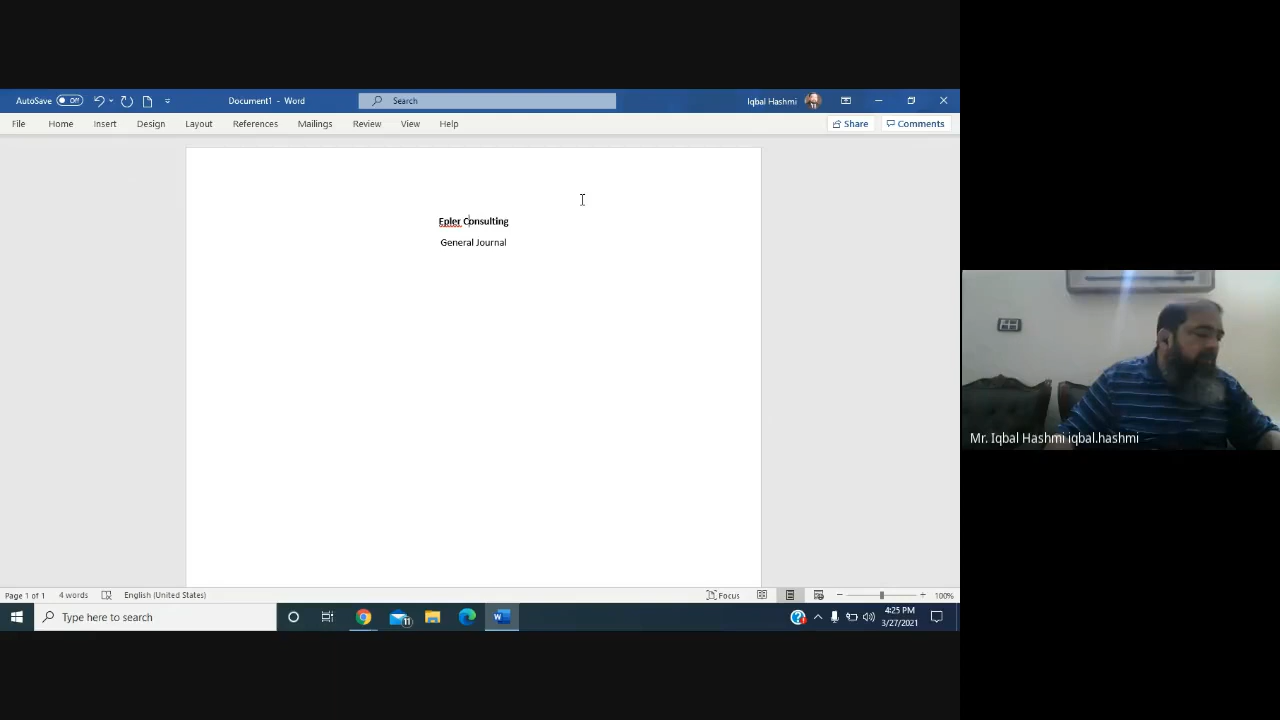 AutoSave Off Document1 - Word Search Iqbal Hashmi
File Home Insert Design Layout References Mailings Review View Help Share Comments
Epler Consulting
General Journal
Mr. Iqbal Hashmi iqbal.hashmi
Page 1 of 1 4 words English (United States) Focus 100%
Type here to search 11 4:25 PM
3/27/2021